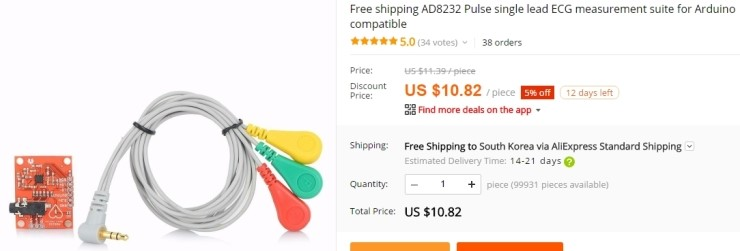 Free shipping AD8232 Pulse single lead ECG measurement suite for Arduino
compatible
5.0 (34 votes) 38 orders
Price: US $11.39 / piece
Discount
Price: US $10.82 / piece 5% off 12 days left
Find more deals on the app
Shipping: Free Shipping to South Korea via AliExpress Standard Shipping
Estimated Delivery Time: 14-21 days ?
Quantity: − 1 + piece (99931 pieces available)
Total Price: US $10.82